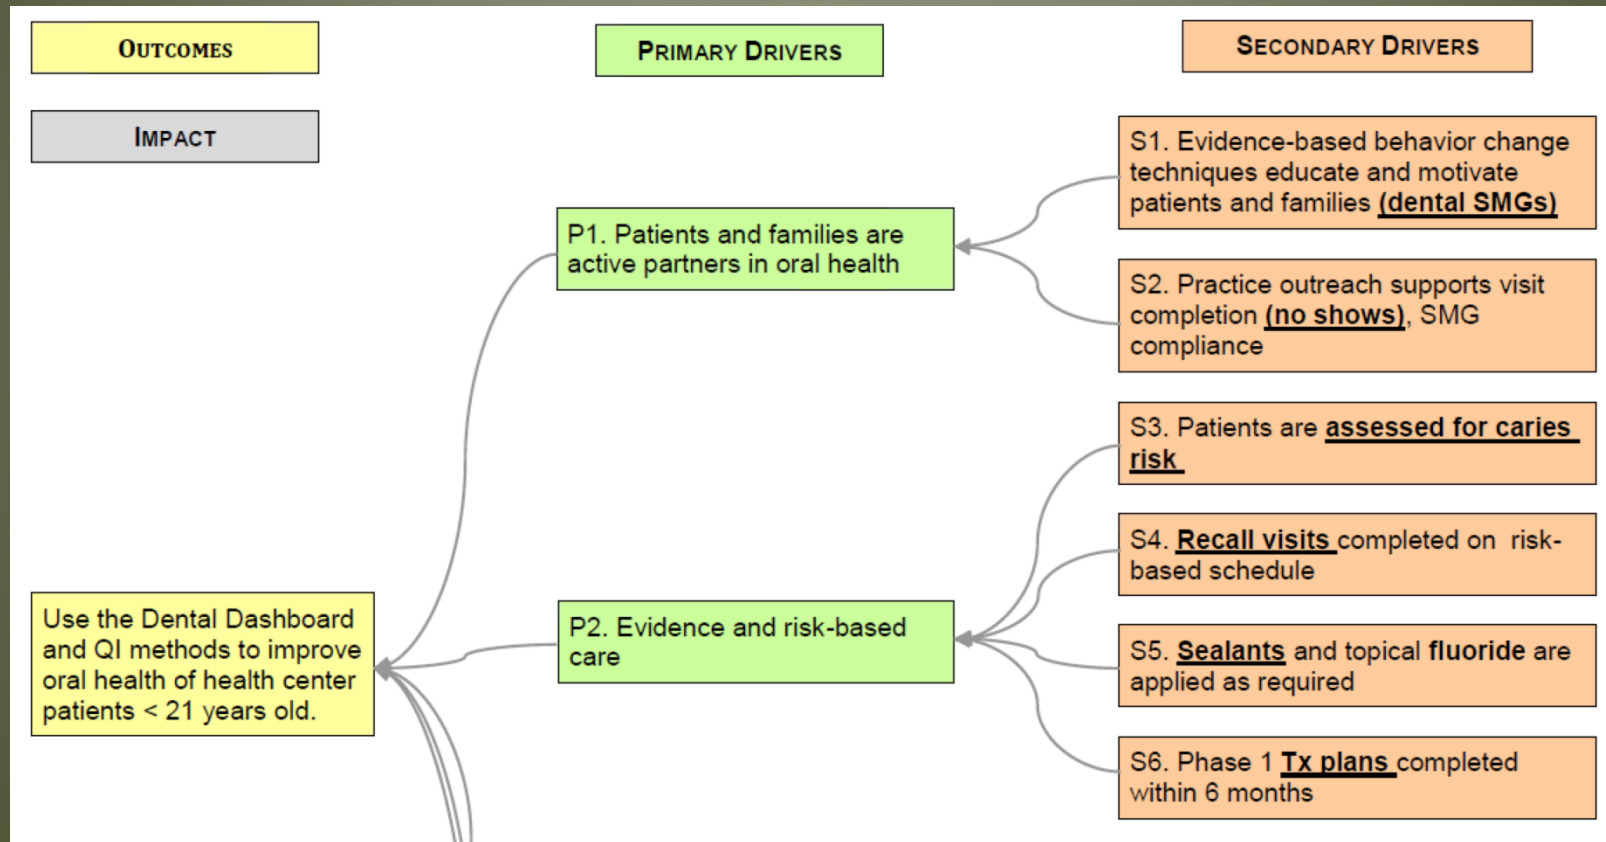 OUTCOMES
PRIMARY DRIVERS
SECONDARY DRIVERS
IMPACT
S1. Evidence-based behavior change
techniques educate and motivate
patients and families (dental SMGs)
P1. Patients and families are
active partners in oral health
S2. Practice outreach supports visit
completion (no shows), SMG
compliance
S3. Patients are assessed for caries
risk
S4. Recall visits completed on risk-
based schedule
Use the Dental Dashboard
and QI methods to improve
oral health of health center
patients < 21 years old.
P2. Evidence and risk-based
care
S5. Sealants and topical fluoride are
applied as required
S6. Phase 1 Tx plans completed
within 6 months